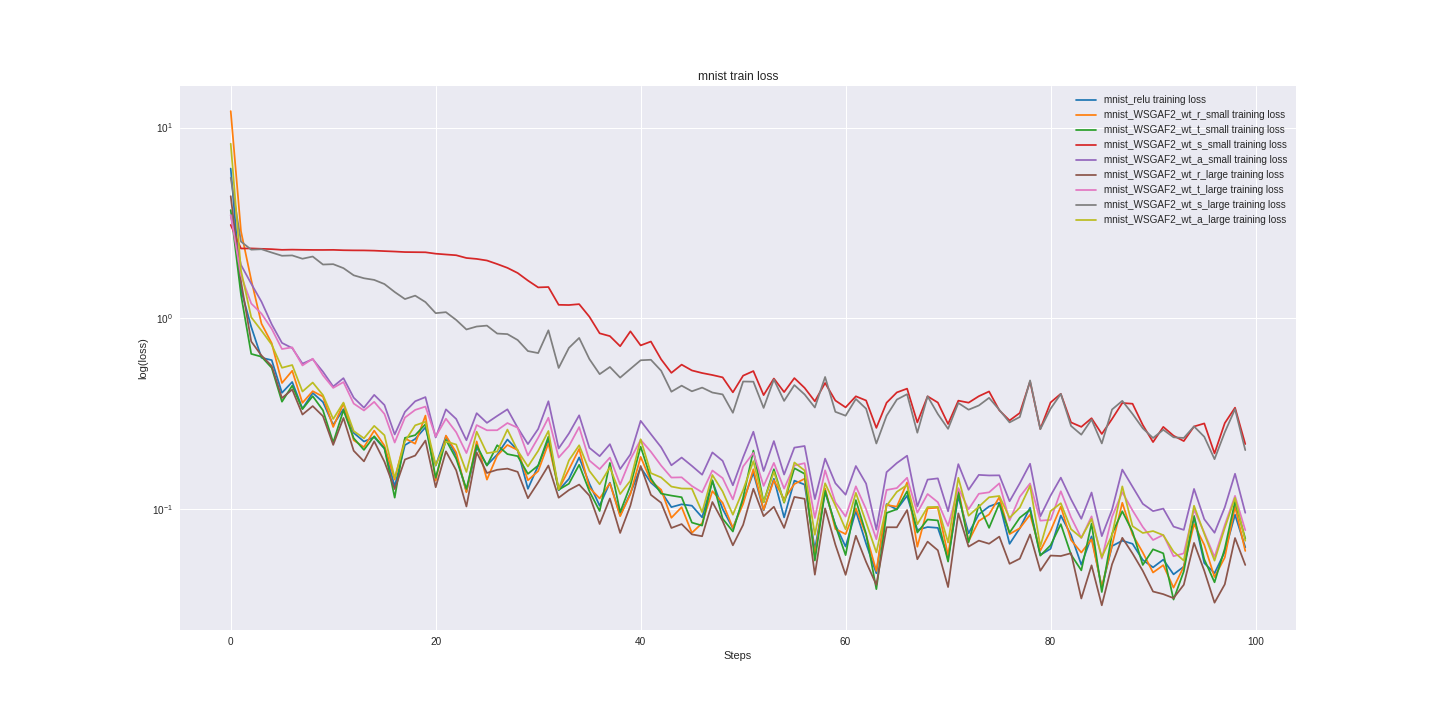 mnist train loss
mnist_relu training loss
mnist_WSGAF2_wt_r_small training loss
mnist_WSGAF2_wt_t_small training loss
mnist_WSGAF2_wt_s_small training loss
mnist_WSGAF2_wt_a_small training loss
mnist_WSGAF2_wt_r_large training loss
mnist_WSGAF2_wt_t_large training loss
mnist_WSGAF2_wt_s_large training loss
mnist_WSGAF2_wt_a_large training loss
10¹
10⁰
10⁻¹
log(loss)
0 20 40 60 80 100
Steps